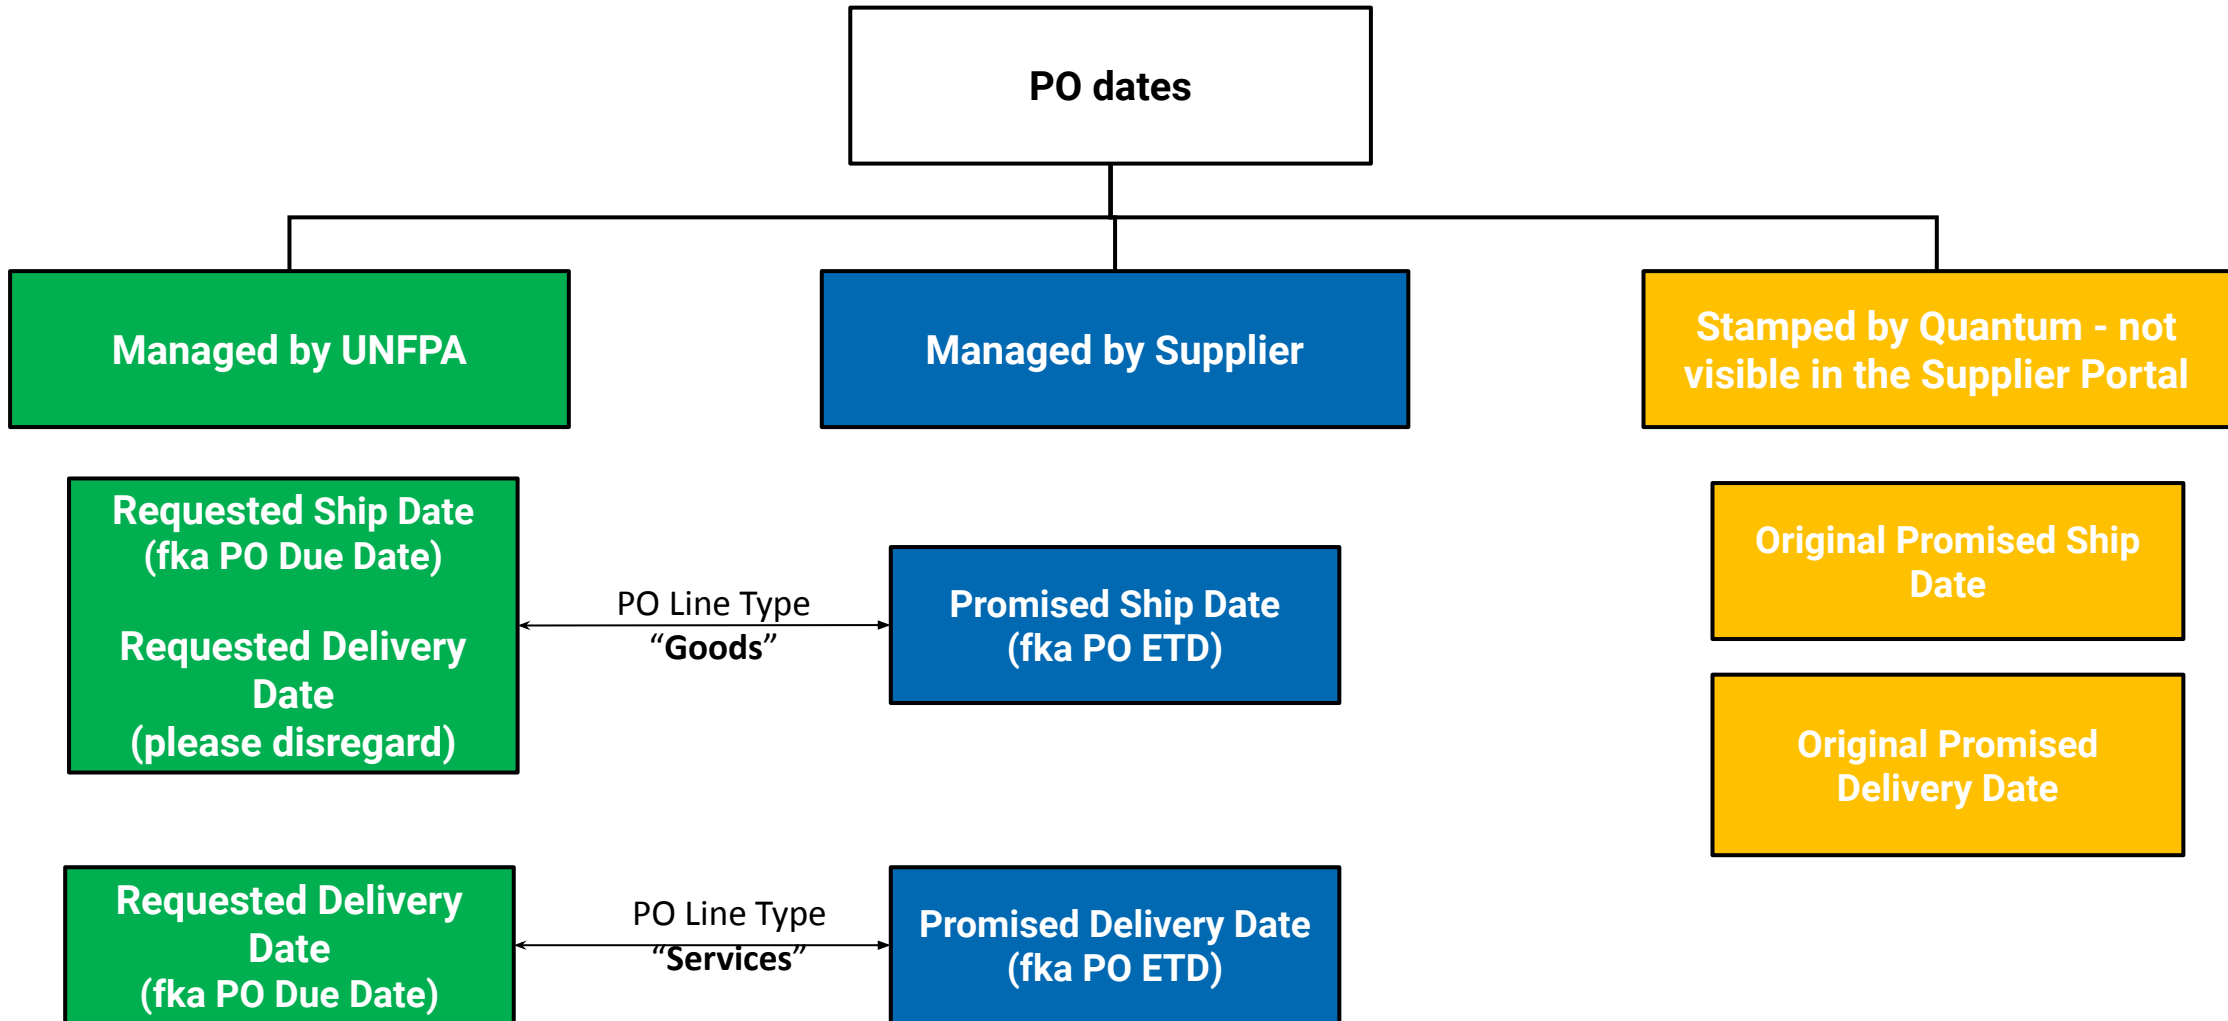 PO dates
Managed by UNFPA
Managed by Supplier
Stamped by Quantum - not
visible in the Supplier Portal
Requested Ship Date
(fka PO Due Date)
Requested Delivery
Date
(please disregard)
PO Line Type
“Goods”
Promised Ship Date
(fka PO ETD)
Original Promised Ship
Date
Original Promised
Delivery Date
Requested Delivery
Date
(fka PO Due Date)
PO Line Type
“Services”
Promised Delivery Date
(fka PO ETD)